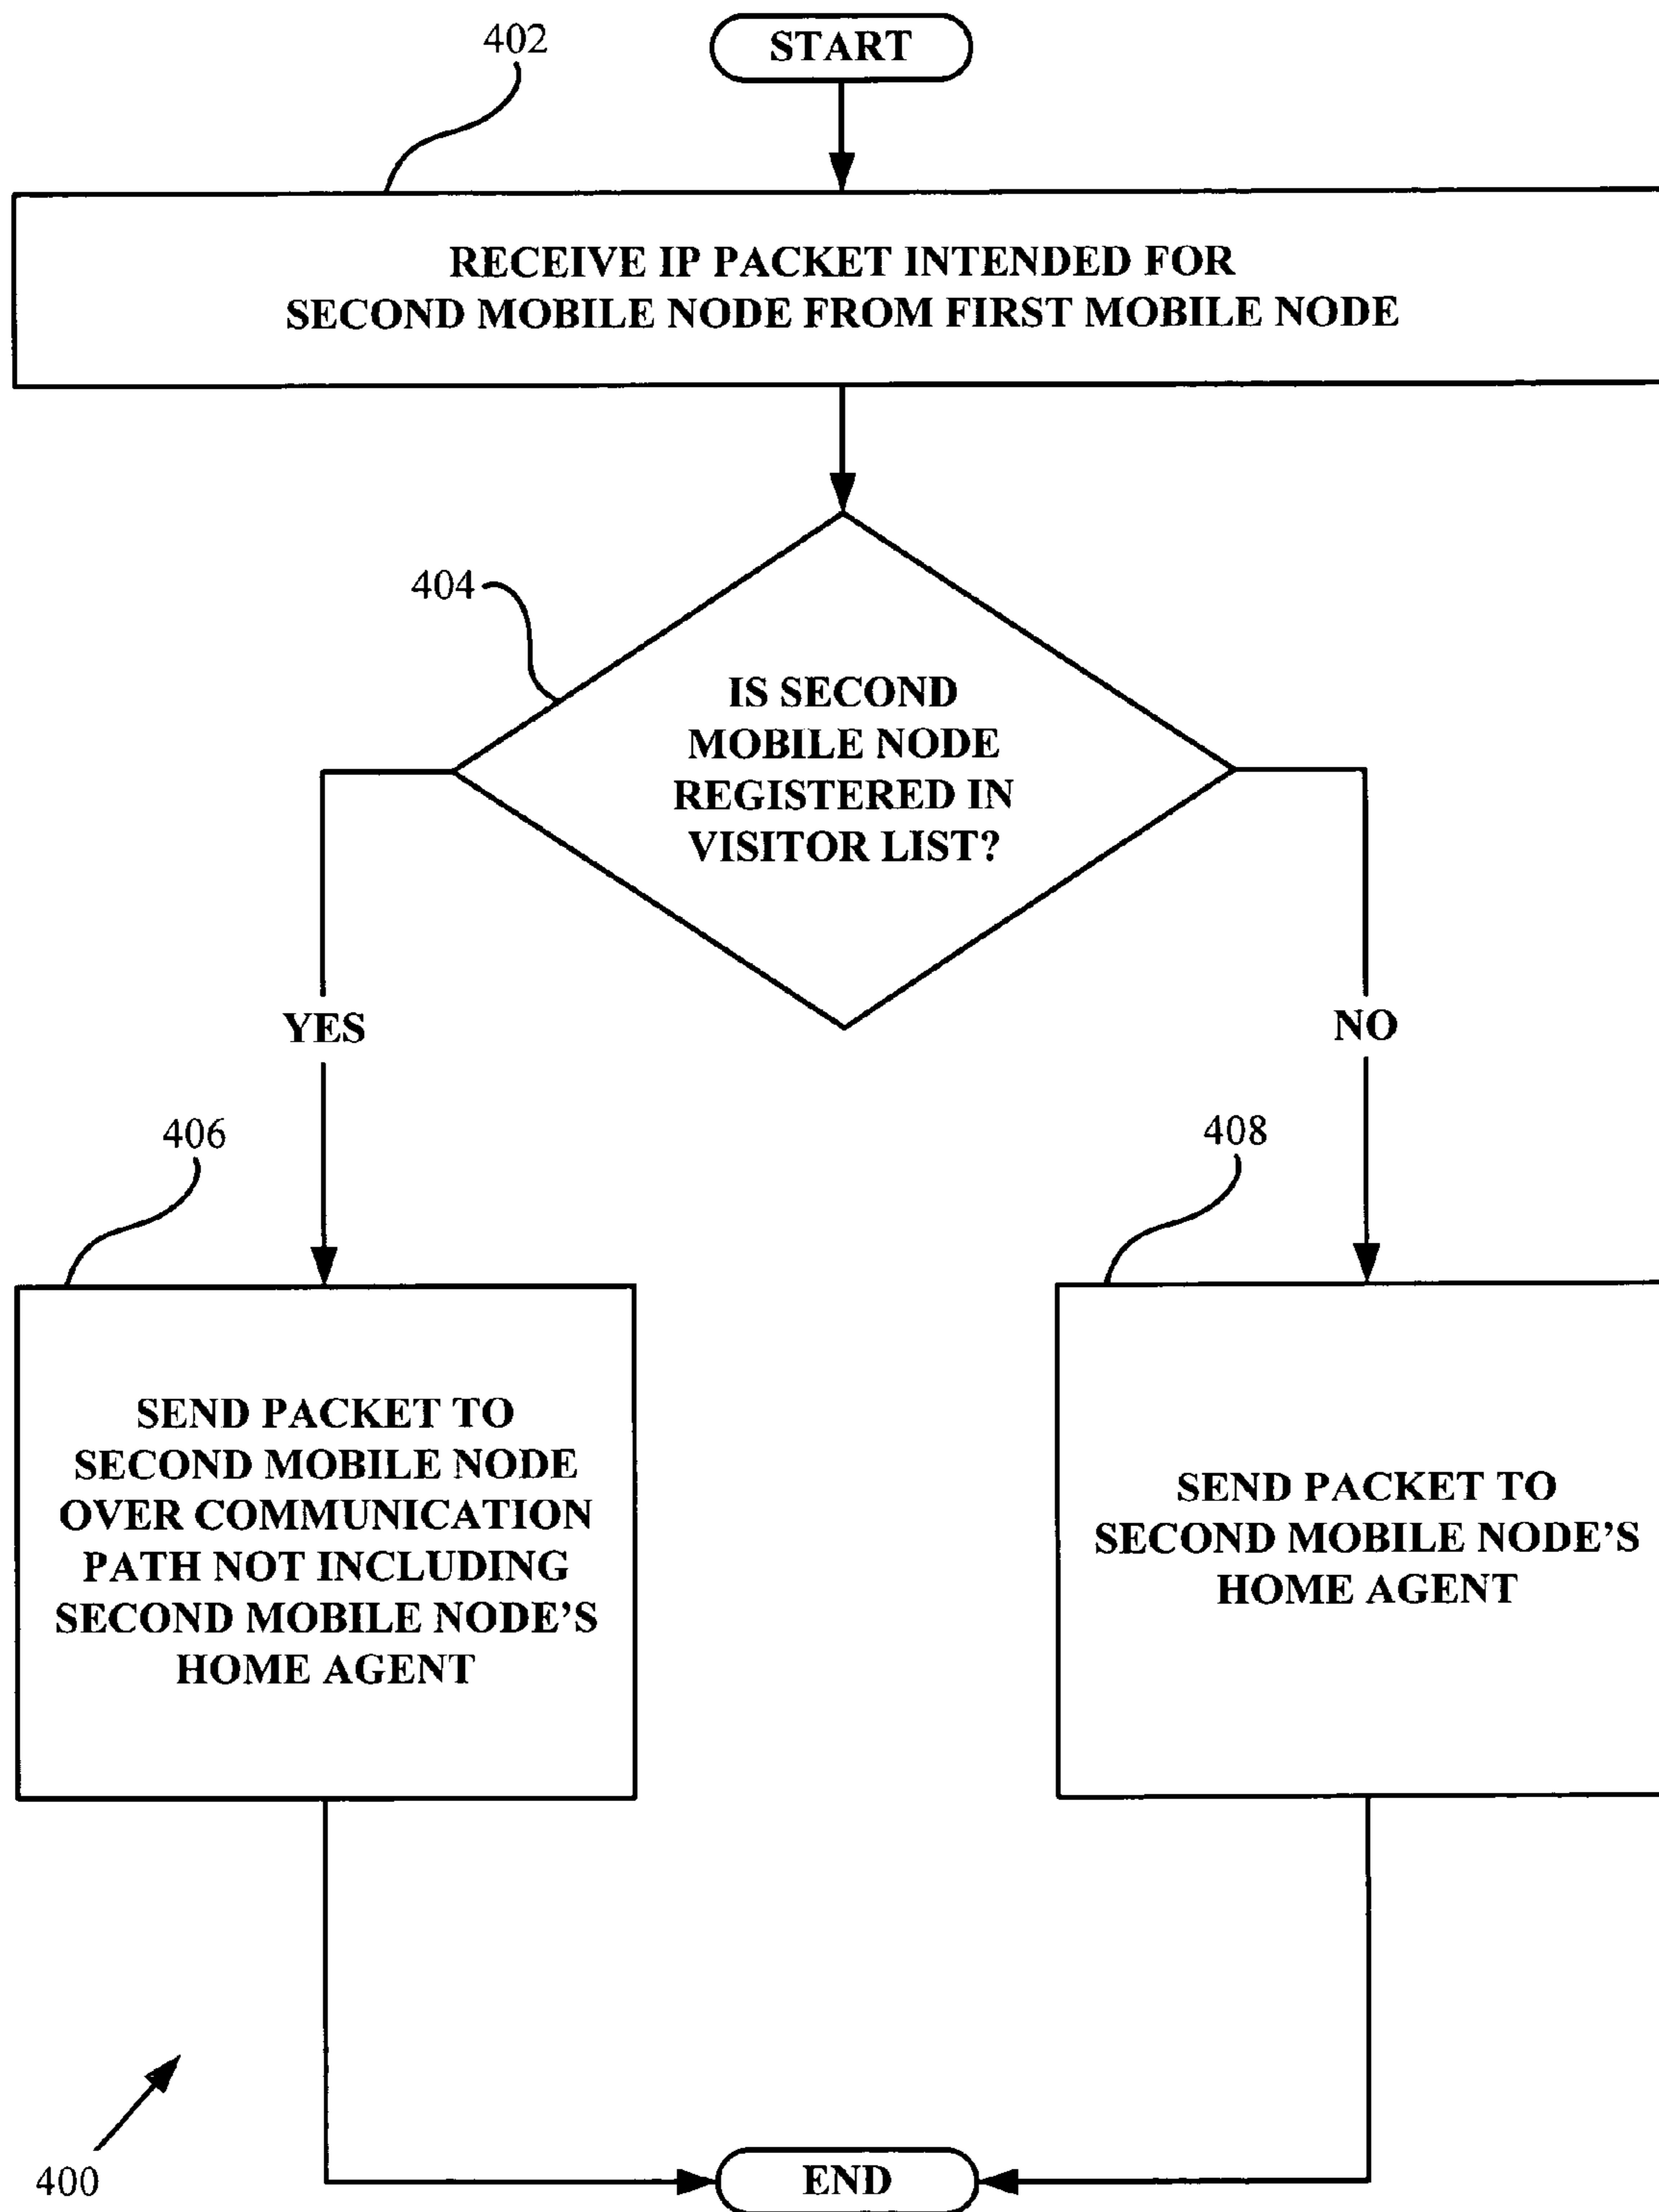 402
START
RECEIVE IP PACKET INTENDED FOR
SECOND MOBILE NODE FROM FIRST MOBILE NODE
404
IS SECOND
MOBILE NODE
REGISTERED IN
VISITOR LIST?
YES
NO
406
408
SEND PACKET TO
SECOND MOBILE NODE
OVER COMMUNICATION
PATH NOT INCLUDING
SECOND MOBILE NODE'S
HOME AGENT
SEND PACKET TO
SECOND MOBILE NODE'S
HOME AGENT
400
END